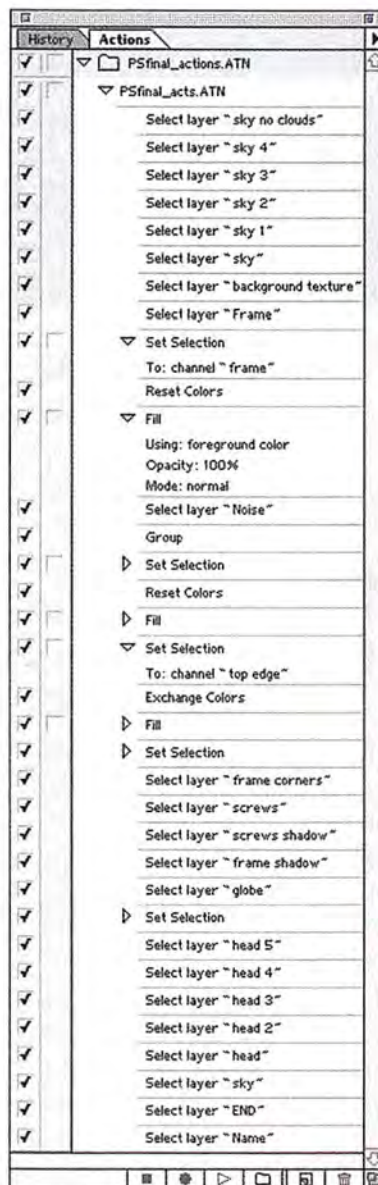 History Actions
PSfinal_actions.ATN
PSfinal_acts.ATN
Select layer "sky no clouds"
Select layer "sky 4"
Select layer "sky 3"
Select layer "sky 2"
Select layer "sky 1"
Select layer "sky"
Select layer "background texture"
Select layer "Frame"
Set Selection
To: channel "frame"
Reset Colors
Fill
Using: foreground color
Opacity: 100%
Mode: normal
Select layer "Noise"
Group
Set Selection
Reset Colors
Fill
Set Selection
To: channel "top edge"
Exchange Colors
Fill
Set Selection
Select layer "frame corners"
Select layer "screws"
Select layer "screws shadow"
Select layer "frame shadow"
Select layer "globe"
Set Selection
Select layer "head 5"
Select layer "head 4"
Select layer "head 3"
Select layer "head 2"
Select layer "head"
Select layer "sky"
Select layer "END"
Select layer "Name"